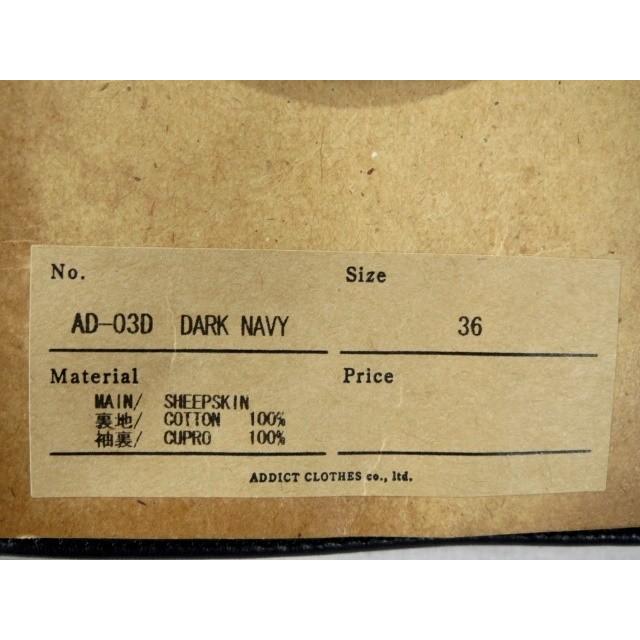 No. Size
AD-03D DARK NAVY 36
Material Price
MAIN/ SHEEPSKIN
裏地/ COTTON 100%
袖裏/ CUPRO 100%
ADDICT CLOTHES co., ltd.